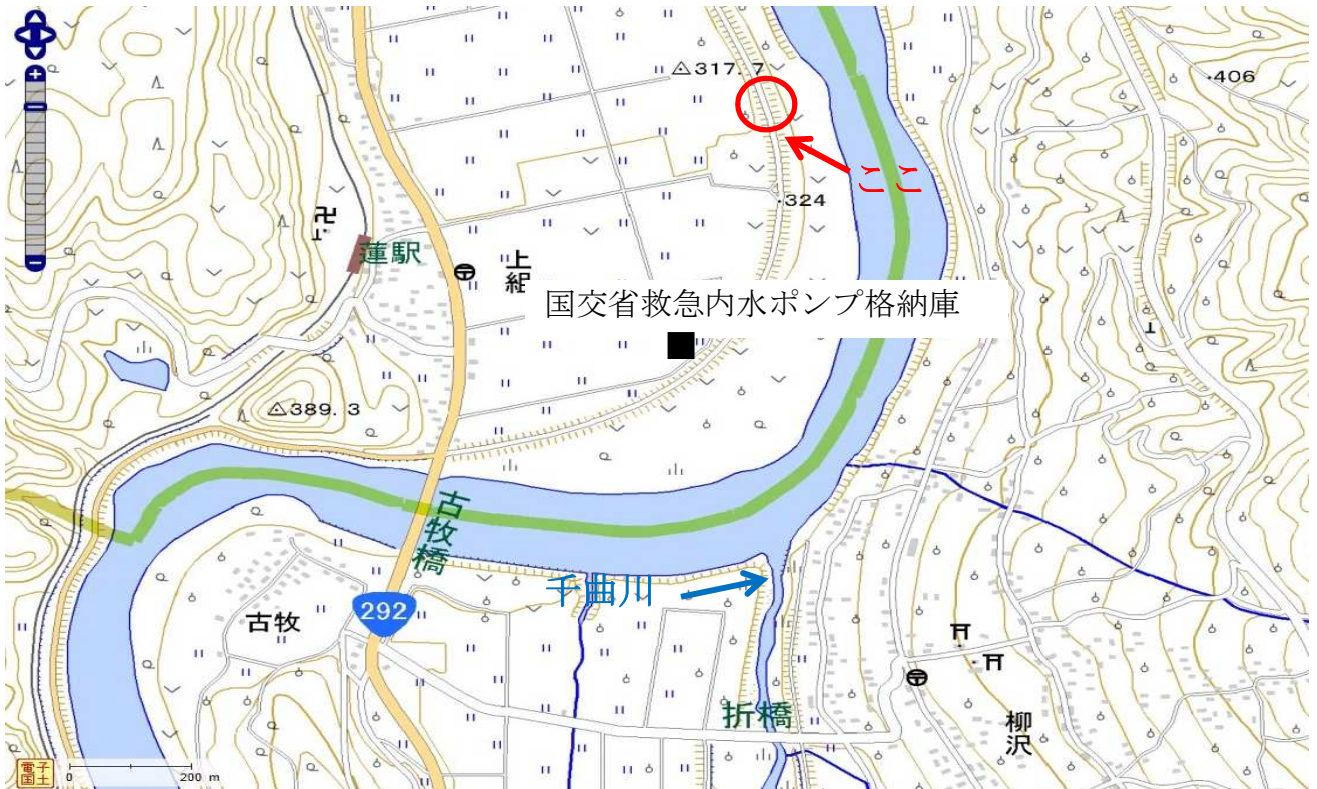 317.7
406
ここ
324
蓮駅
上組
国交省救急内水ポンプ格納庫
389.3
古牧橋
千曲川
292
古牧
折橋
柳沢
電子
国土
0
200 m